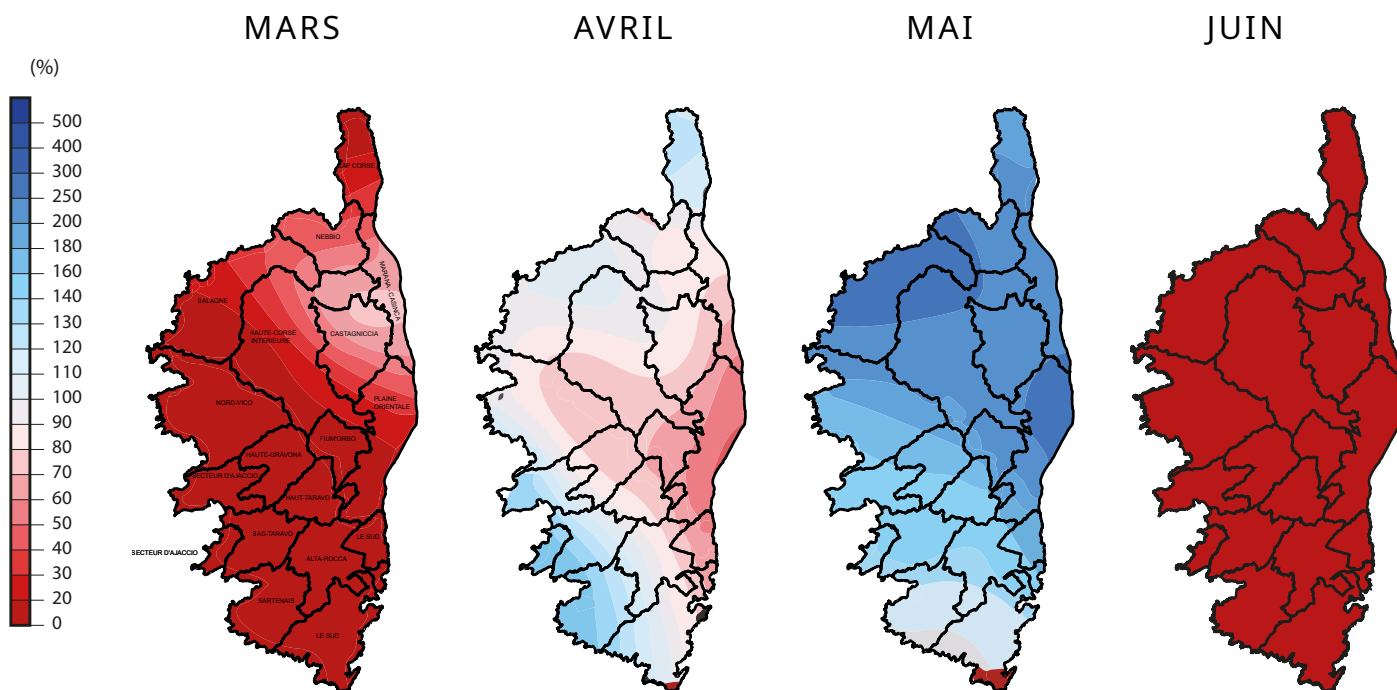 MARS AVRIL MAI JUIN
(%)
500
400
300
250
200
180
160
140
130
120
110
100
90
80
70
60
50
40
30
20
0
CAP CORSE
NEBBIO
MARANA - CASINCA
BALAGNE
HAUTE-CORSE
INTERIEURE
CASTAGNICCIA
NORD-VICO
PLAINE
ORIENTALE
FIUM'ORBO
HAUTE-GRAVONA
SECTEUR D'AJACCIO
HAUT-TARAVO
BAS-TARAVO
LE SUD
SECTEUR D'AJACCIO
ALTA-ROCCA
SARTENAIS
LE SUD